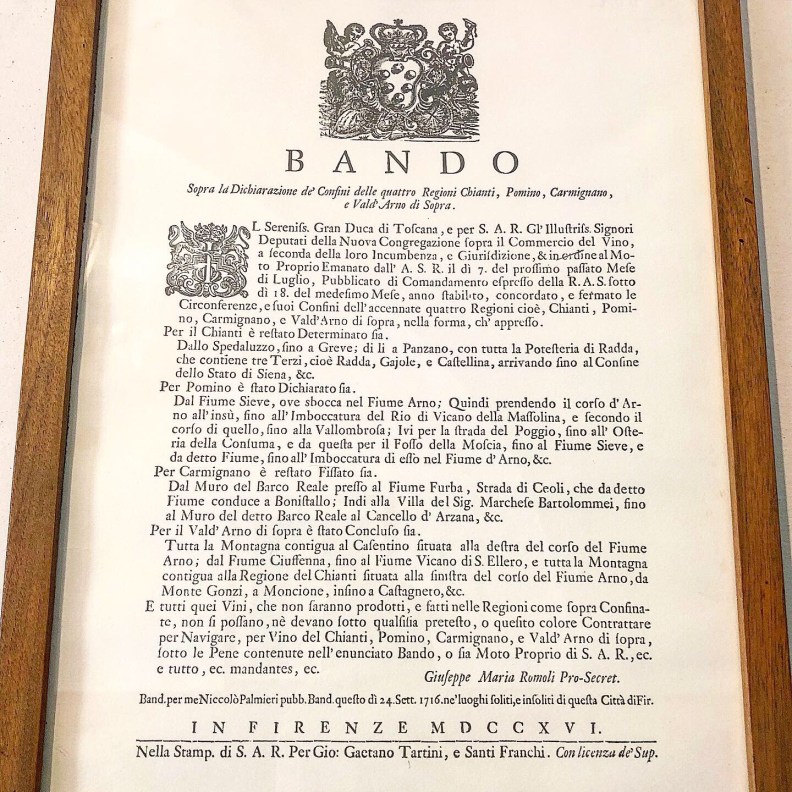 BANDO
Sopra la Dichiarazione de' Confini delle quattro Regioni Chianti, Pomino, Carmignano,
e Vald'Arno di Sopra.
IL Sereniſs. Gran Duca di Toſcana, e per S. A. R. Gl' Illuſtriſs. Signori
Deputati della Nuova Congregazione ſopra il Commercio del Vino,
a ſeconda della loro Incumbenza, e Giuriſdizione, & in ordine al Mo-
to Proprio Emanato dall' A. S. R. il dì 7. del proſſimo paſſato Meſe
di Luglio, Pubblicato di Comandamento eſpreſſo della R. A. S. ſotto
dì 18. del medeſimo Meſe, anno ſtabilito, concordato, e fermato le
Circonferenze, e ſuoi Confini dell' accennate quattro Regioni cioè, Chianti, Pomi-
no, Carmignano, e Vald'Arno di ſopra, nella forma, ch' appreſſo.
Per il Chianti è reſtato Determinato ſia.
Dallo Spedaluzzo, ſino a Greve; di lì a Panzano, con tutta la Poteſteria di Radda,
che contiene tre Terzi, cioè Radda, Gajole, e Caſtellina, arrivando ſino al Confine
dello Stato di Siena, &c.
Per Pomino è ſtato Dichiarato ſia.
Dal Fiume Sieve, ove sbocca nel Fiume Arno; Quindi prendendo il corſo d' Ar-
no all' insù, ſino all' Imboccatura del Rio di Vicano della Maſſolina, e ſecondo il
corſo di quello, ſino alla Vallombroſa; Ivi per la ſtrada del Poggio, ſino all' Oſte-
ria della Conſuma, e da queſta per il Foſſo della Moſcia, ſino al Fiume Sieve, e
da detto Fiume, ſino all' Imboccatura di eſſo nel Fiume d' Arno, &c.
Per Carmignano è reſtato Fiſſato ſia.
Dal Muro del Barco Reale preſſo al Fiume Furba, Strada di Ceoli, che da detto
Fiume conduce a Boniſtallo; Indi alla Villa del Sig. Marcheſe Bartolommei, ſino
al Muro del detto Barco Reale al Cancello d' Arzana, &c.
Per il Vald' Arno di ſopra è ſtato Concluſo ſia.
Tutta la Montagna contigua al Caſentino ſituata alla deſtra del corſo del Fiume
Arno; dal Fiume Ciuffenna, ſino al Fiume Vicano di S. Ellero, e tutta la Montagna
contigua alla Regione del Chianti ſituata alla ſiniſtra del corſo del Fiume Arno, da
Monte Gonzi, a Moncione, inſino a Caſtagneto, &c.
E tutti quei Vini, che non ſaranno prodotti, e fatti nelle Regioni come ſopra Confina-
te, non ſi poſſano, nè devano ſotto qualſiſia preteſto, o queſito colore Contrattare
per Navigare, per Vino del Chianti, Pomino, Carmignano, e Vald' Arno di ſopra,
ſotto le Pene contenute nell' enunciato Bando, o ſia Moto Proprio di S. A. R., ec.
e tutto, ec. mandantes, ec.
Giuſeppe Maria Romoli Pro-Secret.
Band. per me Niccolò Palmieri pubb. Band. queſto dì 24. Sett. 1716. ne' luoghi ſoliti, e inſoliti di queſta Città di Fir.
IN FIRENZE MDCCXVI.
Nella Stamp. di S. A. R. Per Gio: Gaetano Tartini, e Santi Franchi. Con licenza de' Sup.